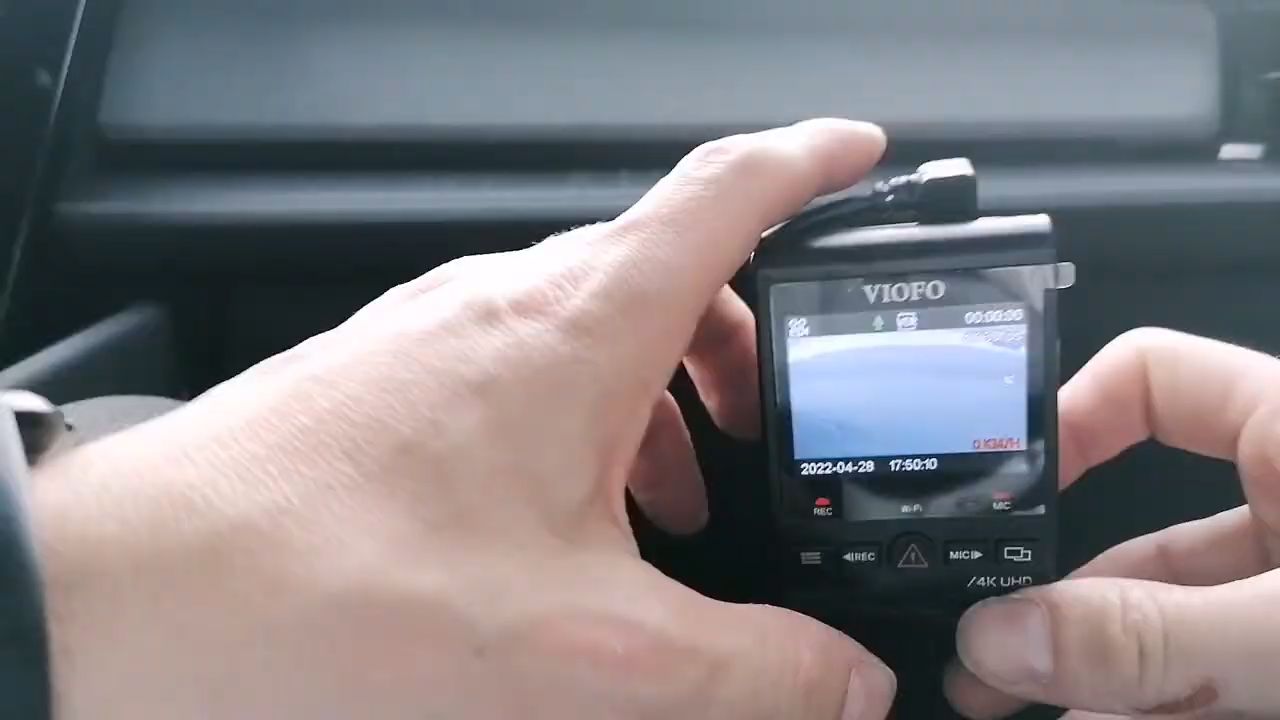 VIOFO
00:00:06
0 KM/H
2022-04-28 17:50:10
REC Wi-Fi MIC
REC MIC
/4K UHD